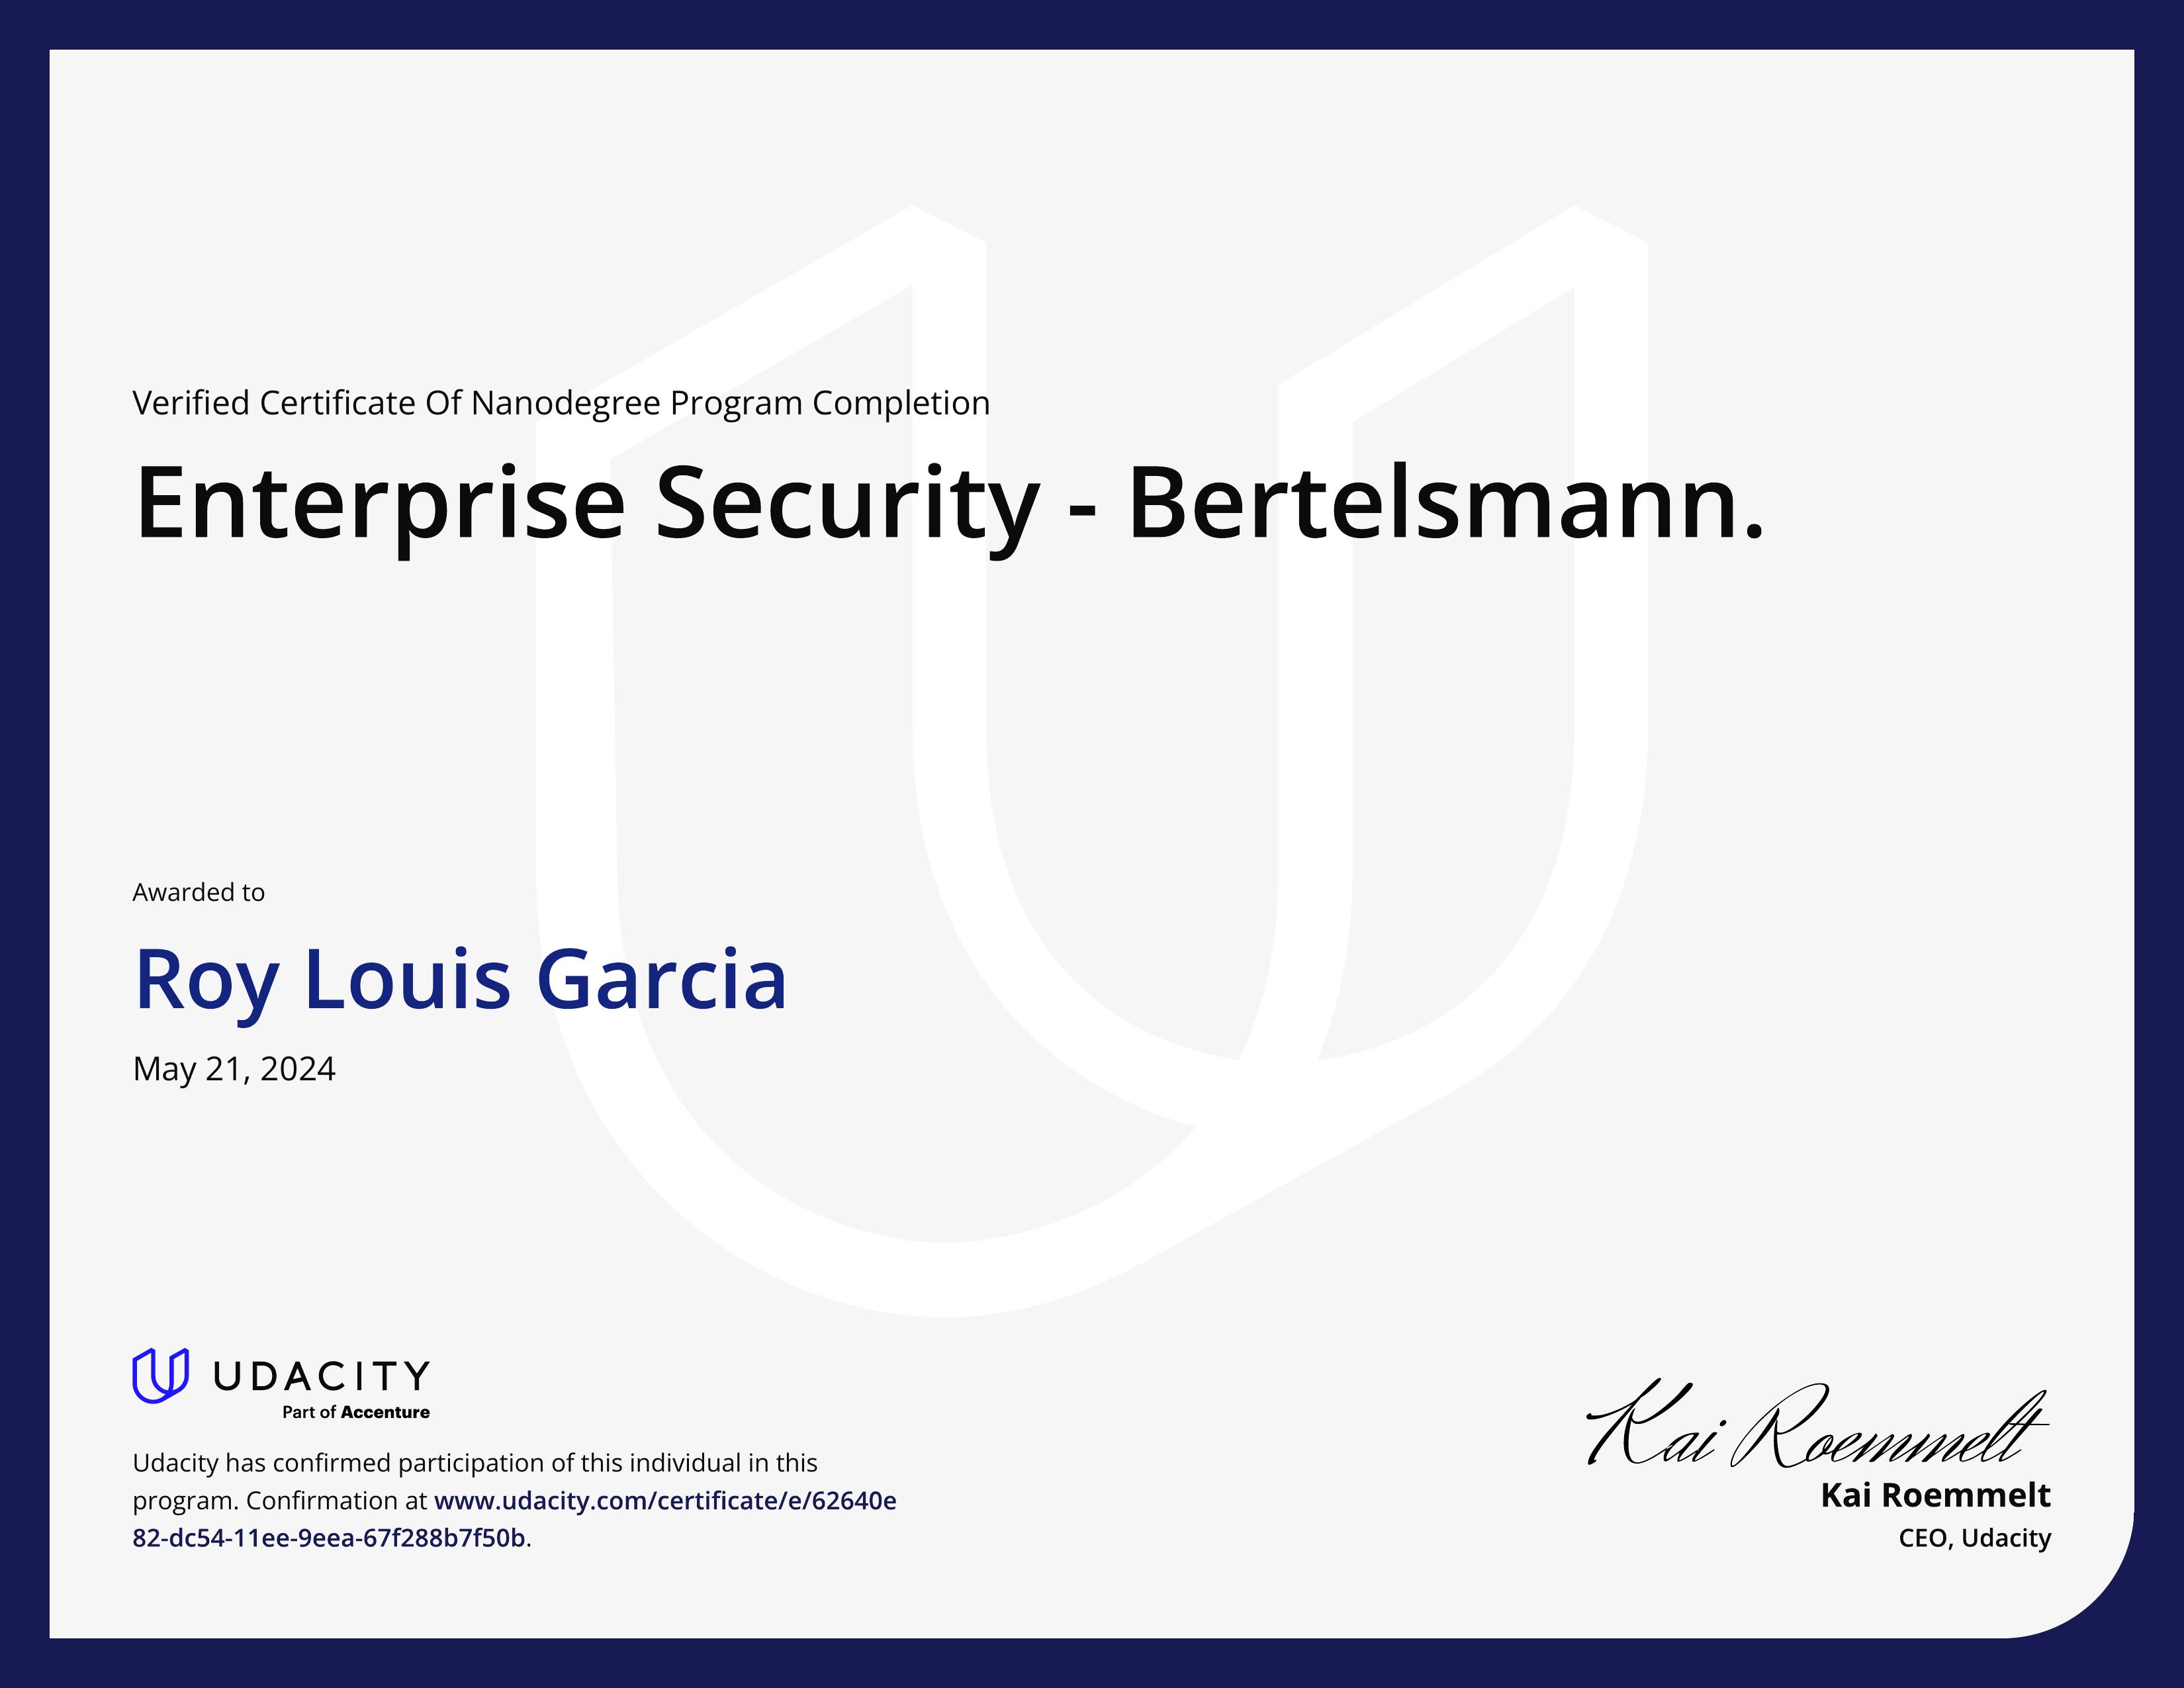 Verified Certificate Of Nanodegree Program Completion
Enterprise Security - Bertelsmann.
Awarded to
Roy Louis Garcia
May 21, 2024
UDACITY
Part of Accenture
Udacity has confirmed participation of this individual in this
program. Confirmation at www.udacity.com/certificate/e/62640e
82-dc54-11ee-9eea-67f288b7f50b.
Kai Roemmelt
Kai Roemmelt
CEO, Udacity